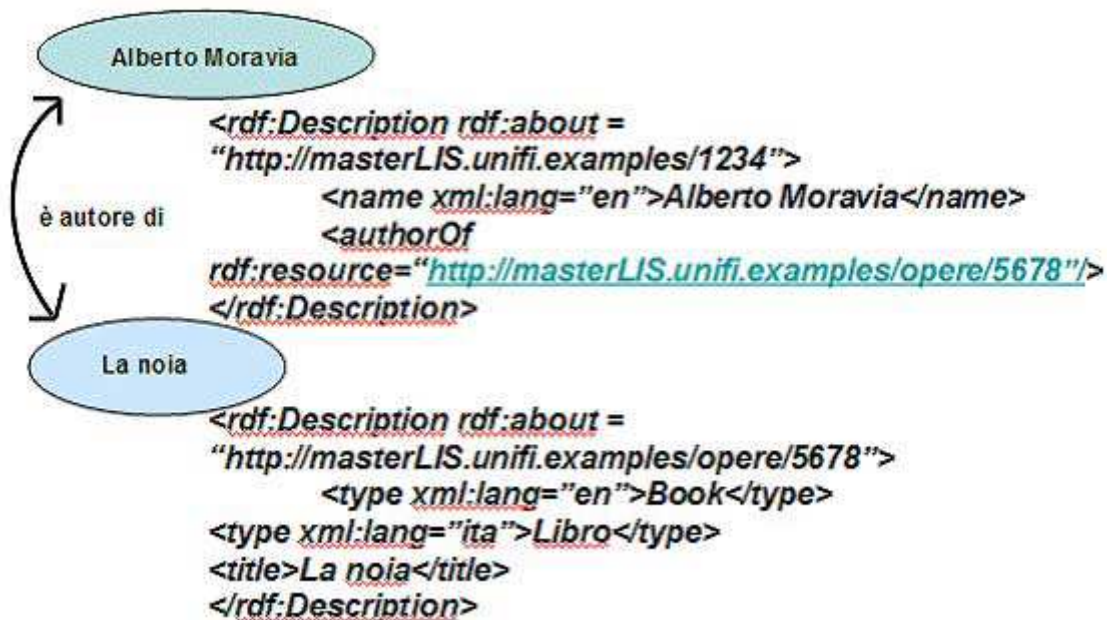 Alberto Moravia
<rdf:Description rdf:about =
“http://masterLIS.unifi.examples/1234”>
<name xml:lang=”en”>Alberto Moravia</name>
è autore di
<authorOf
rdf:resource=“http://masterLIS.unifi.examples/opere/5678”/>
</rdf:Description>
La noia
<rdf:Description rdf:about =
“http://masterLIS.unifi.examples/opere/5678”>
<type xml:lang=”en”>Book</type>
<type xml:lang=”ita”>Libro</type>
<title>La noia</title>
</rdf:Description>